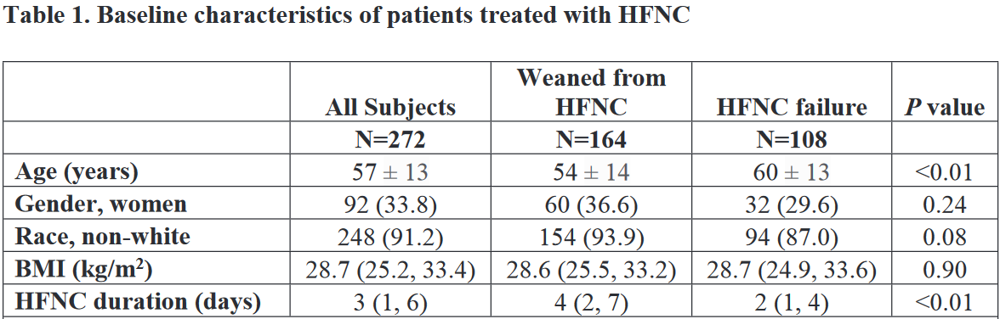 Table 1. Baseline characteristics of patients treated with HFNC
All Subjects Weaned from HFNC HFNC failure P value
N=272 N=164 N=108
Age (years) 57 ± 13 54 ± 14 60 ± 13 <0.01
Gender, women 92 (33.8) 60 (36.6) 32 (29.6) 0.24
Race, non-white 248 (91.2) 154 (93.9) 94 (87.0) 0.08
BMI (kg/m²) 28.7 (25.2, 33.4) 28.6 (25.5, 33.2) 28.7 (24.9, 33.6) 0.90
HFNC duration (days) 3 (1, 6) 4 (2, 7) 2 (1, 4) <0.01